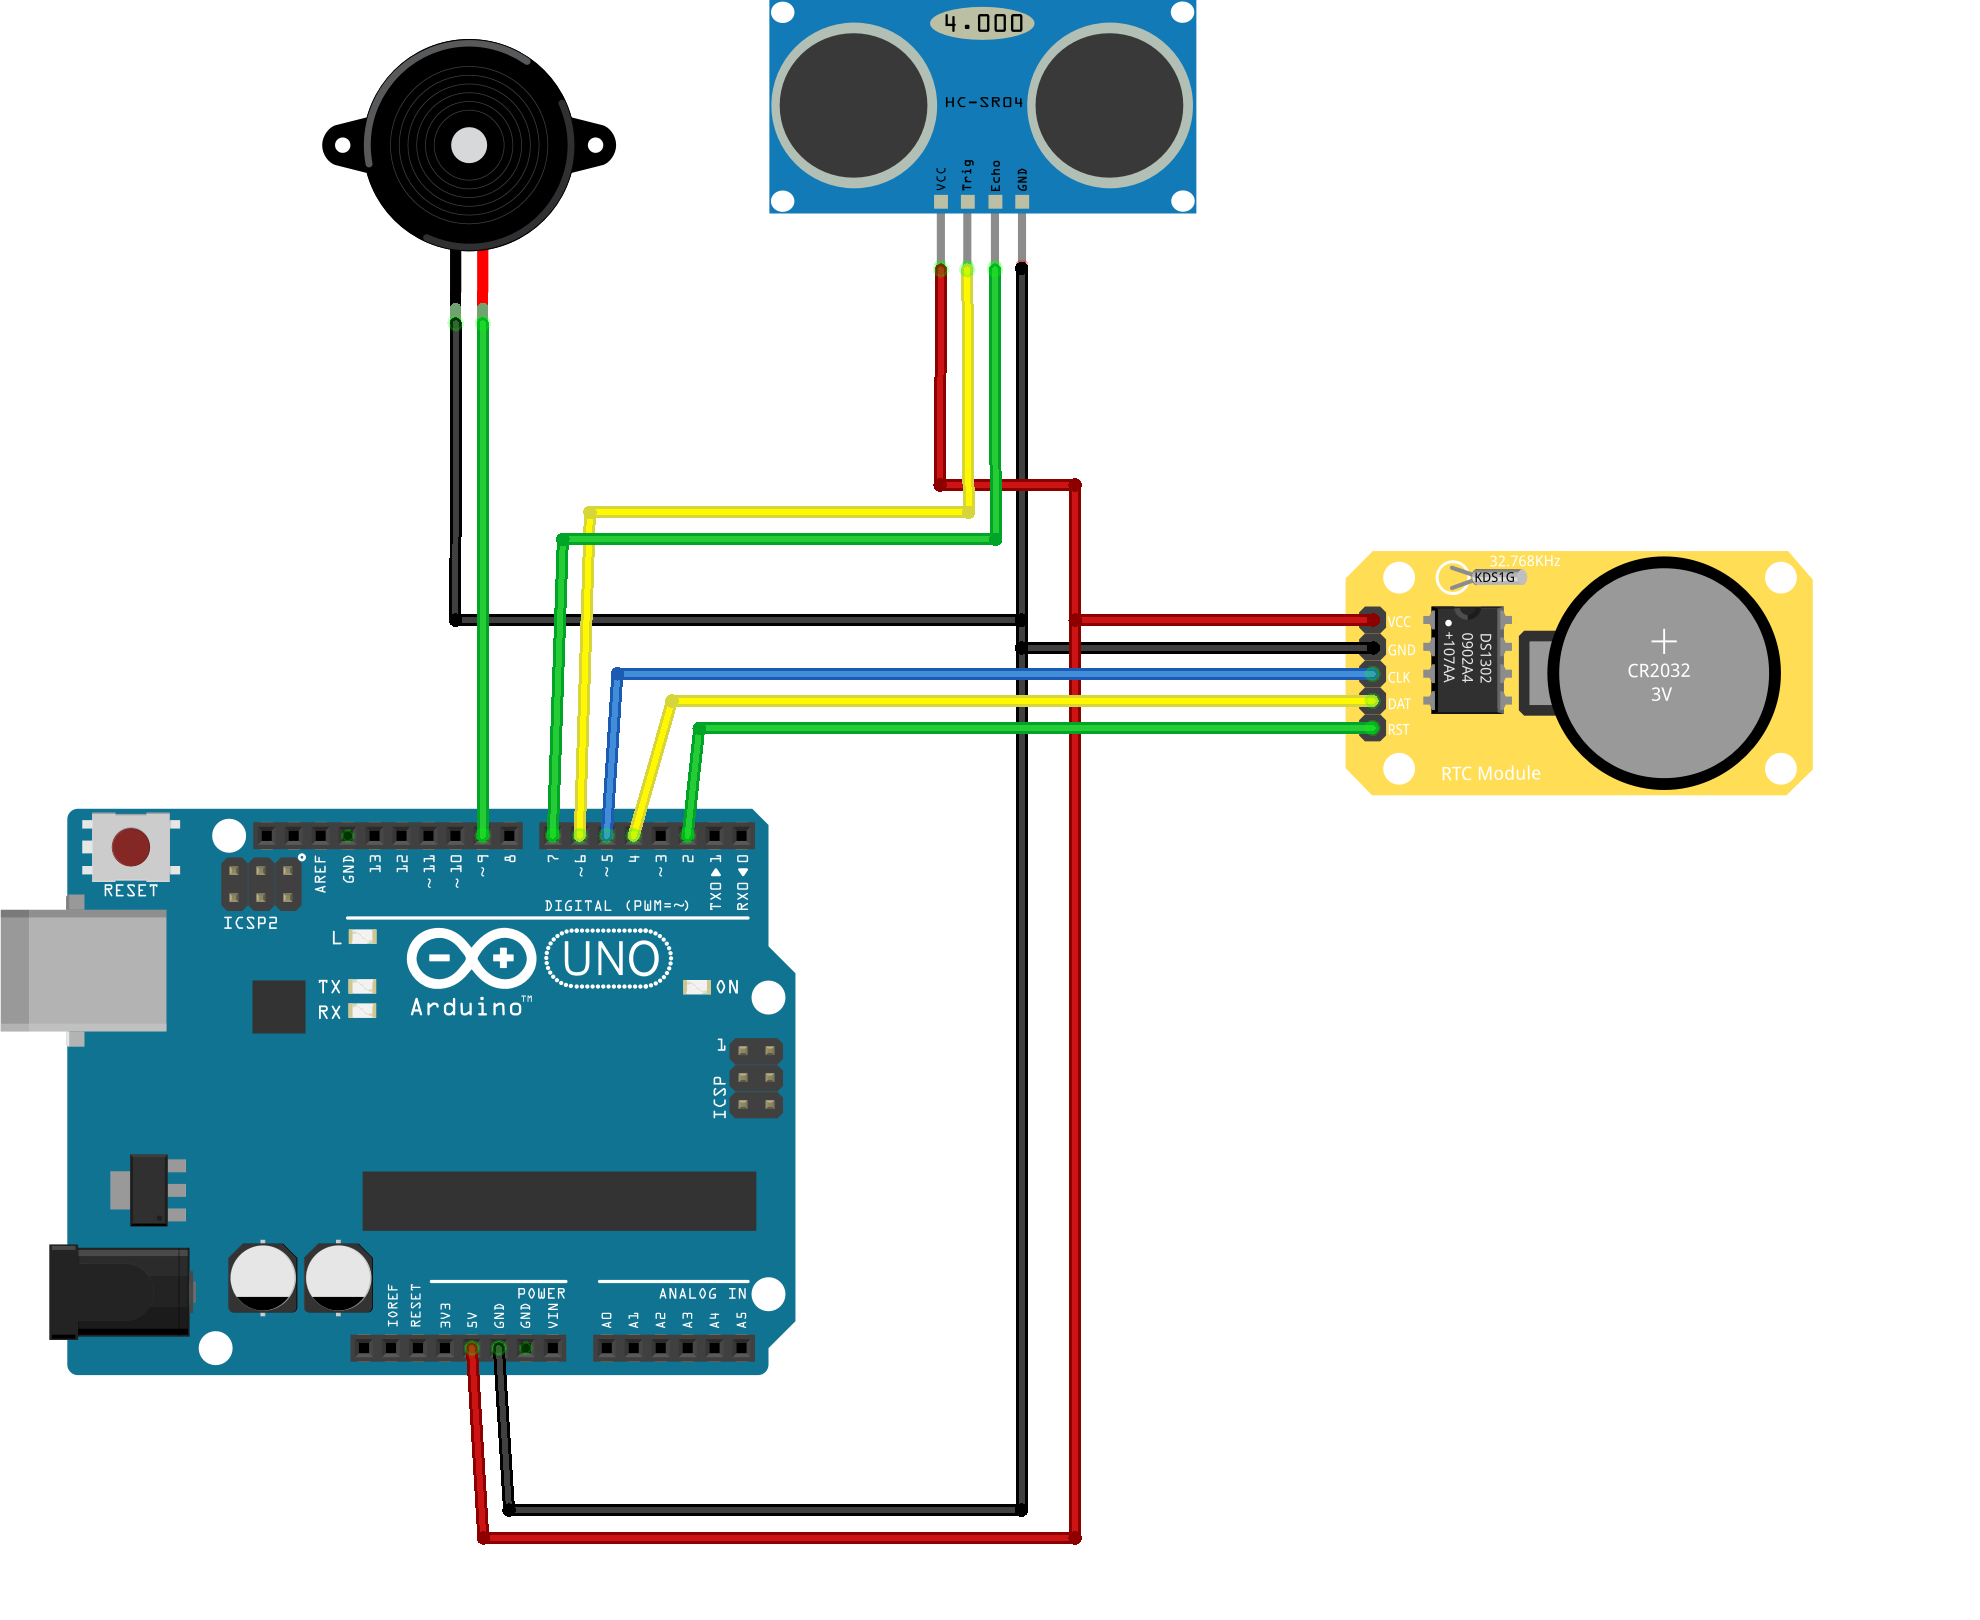 4.000
HC-SR04
VCC
Trig
Echo
GND
32.768KHz
KDS1G
VCC
GND
CLK
DAT
RST
DS1302
0902A4
+107AA
CR2032
3V
RTC Module
RESET
ICSP2
AREF
GND
13
12
~11
~10
~9
8
7
~6
~5
4
~3
2
TX0▶1
RX0◀0
DIGITAL (PWM=~)
L
TX
RX
Arduino™
UNO
ON
1
ICSP
IOREF
RESET
3V3
5V
GND
GND
VIN
POWER
ANALOG IN
A0
A1
A2
A3
A4
A5